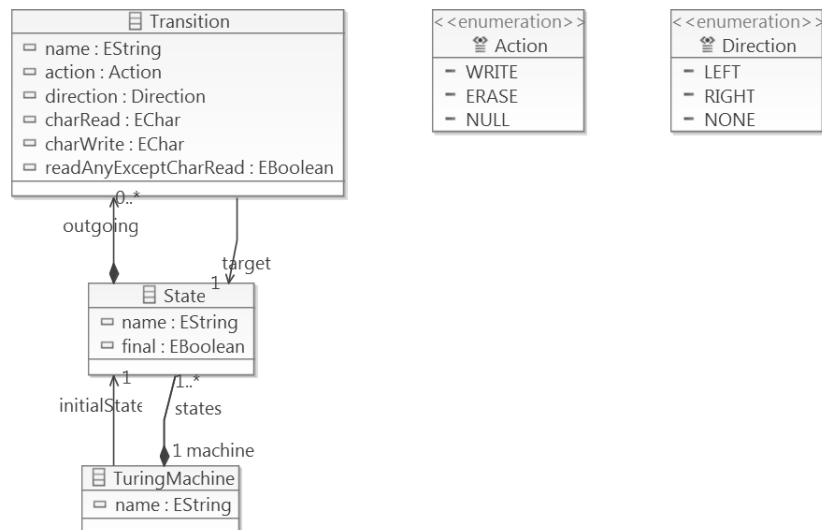 Transition
name : EString
action : Action
direction : Direction
charRead : EChar
charWrite : EChar
readAnyExceptCharRead : EBoolean
<<enumeration>>
Action
WRITE
ERASE
NULL
<<enumeration>>
Direction
LEFT
RIGHT
NONE
0..*
outgoing
target
1
State
name : EString
final : EBoolean
1
1..*
initialState
states
1 machine
TuringMachine
name : EString